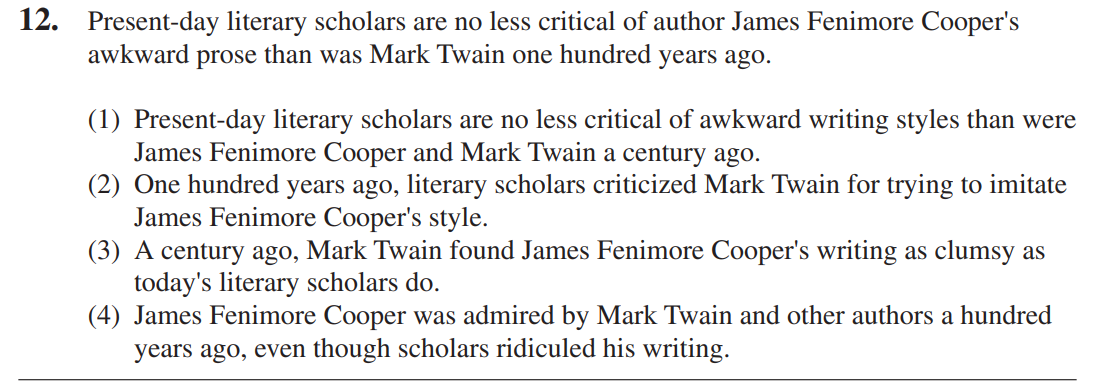 12. Present-day literary scholars are no less critical of author James Fenimore Cooper's
awkward prose than was Mark Twain one hundred years ago.
(1) Present-day literary scholars are no less critical of awkward writing styles than were
James Fenimore Cooper and Mark Twain a century ago.
(2) One hundred years ago, literary scholars criticized Mark Twain for trying to imitate
James Fenimore Cooper's style.
(3) A century ago, Mark Twain found James Fenimore Cooper's writing as clumsy as
today's literary scholars do.
(4) James Fenimore Cooper was admired by Mark Twain and other authors a hundred
years ago, even though scholars ridiculed his writing.